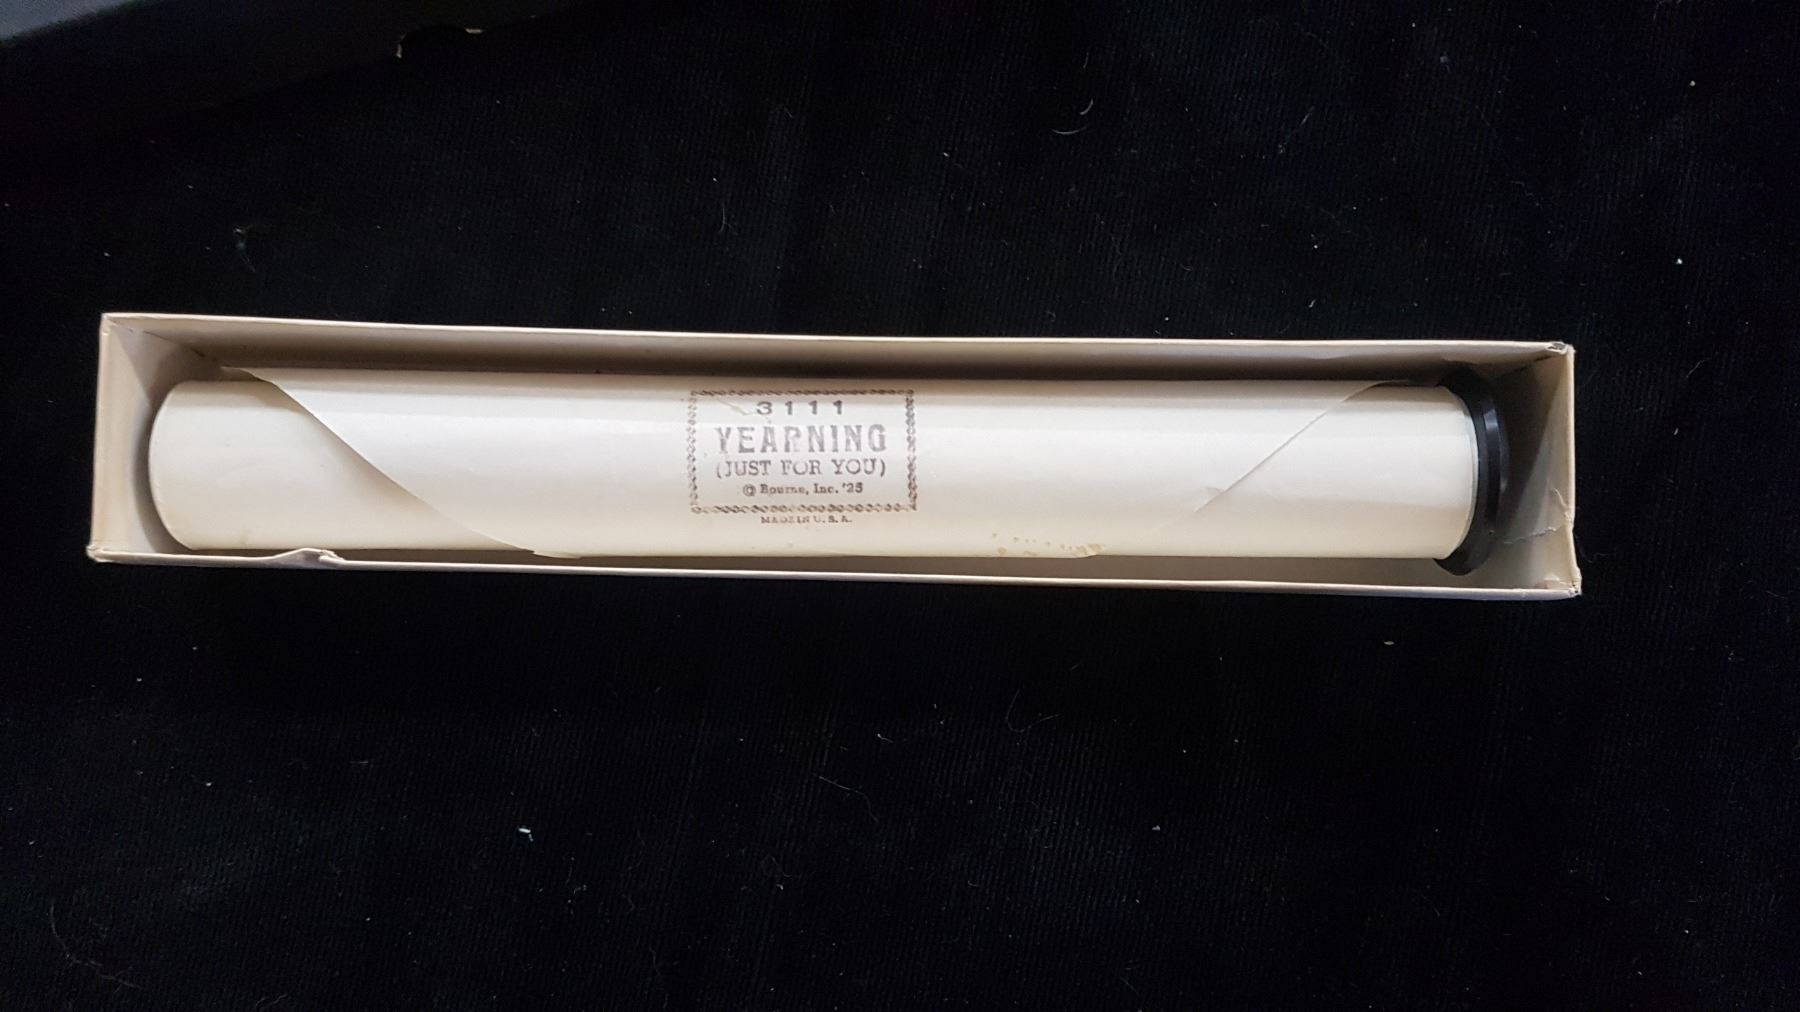 3111
YEARNING
(JUST FOR YOU)
© Bourne, Inc. '25
MADE IN U.S.A.